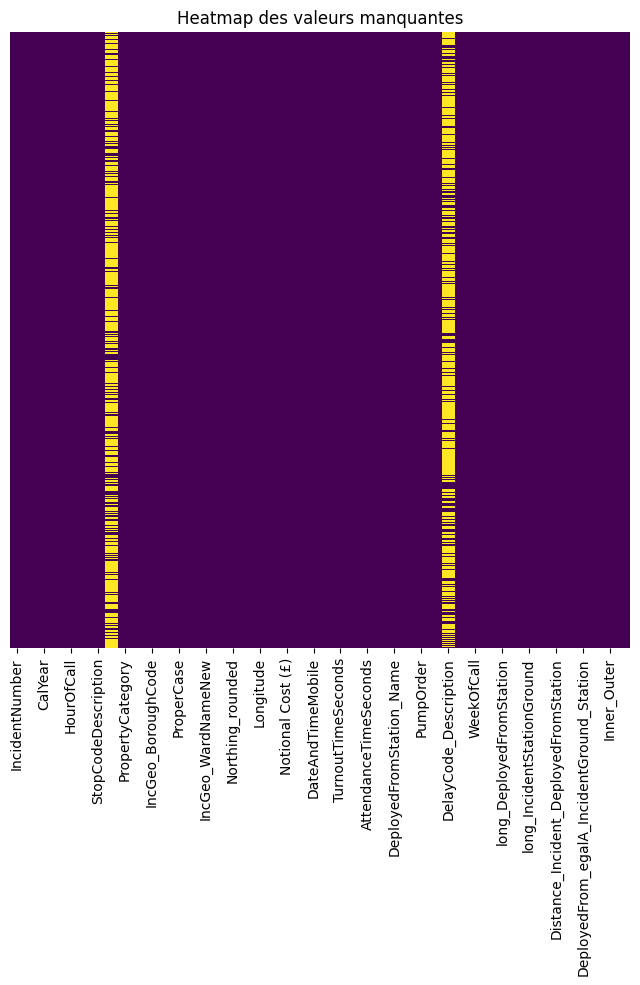 Heatmap des valeurs manquantes
IncidentNumber
CalYear
HourOfCall
StopCodeDescription
PropertyCategory
IncGeo_BoroughCode
ProperCase
IncGeo_WardNameNew
Northing_rounded
Longitude
Notional Cost (£)
DateAndTimeMobile
TurnoutTimeSeconds
AttendanceTimeSeconds
DeployedFromStation_Name
PumpOrder
DelayCode_Description
WeekOfCall
long_DeployedFromStation
long_IncidentStationGround
Distance_Incident_DeployedFromStation
DeployedFrom_egalA_IncidentGround_Station
Inner_Outer